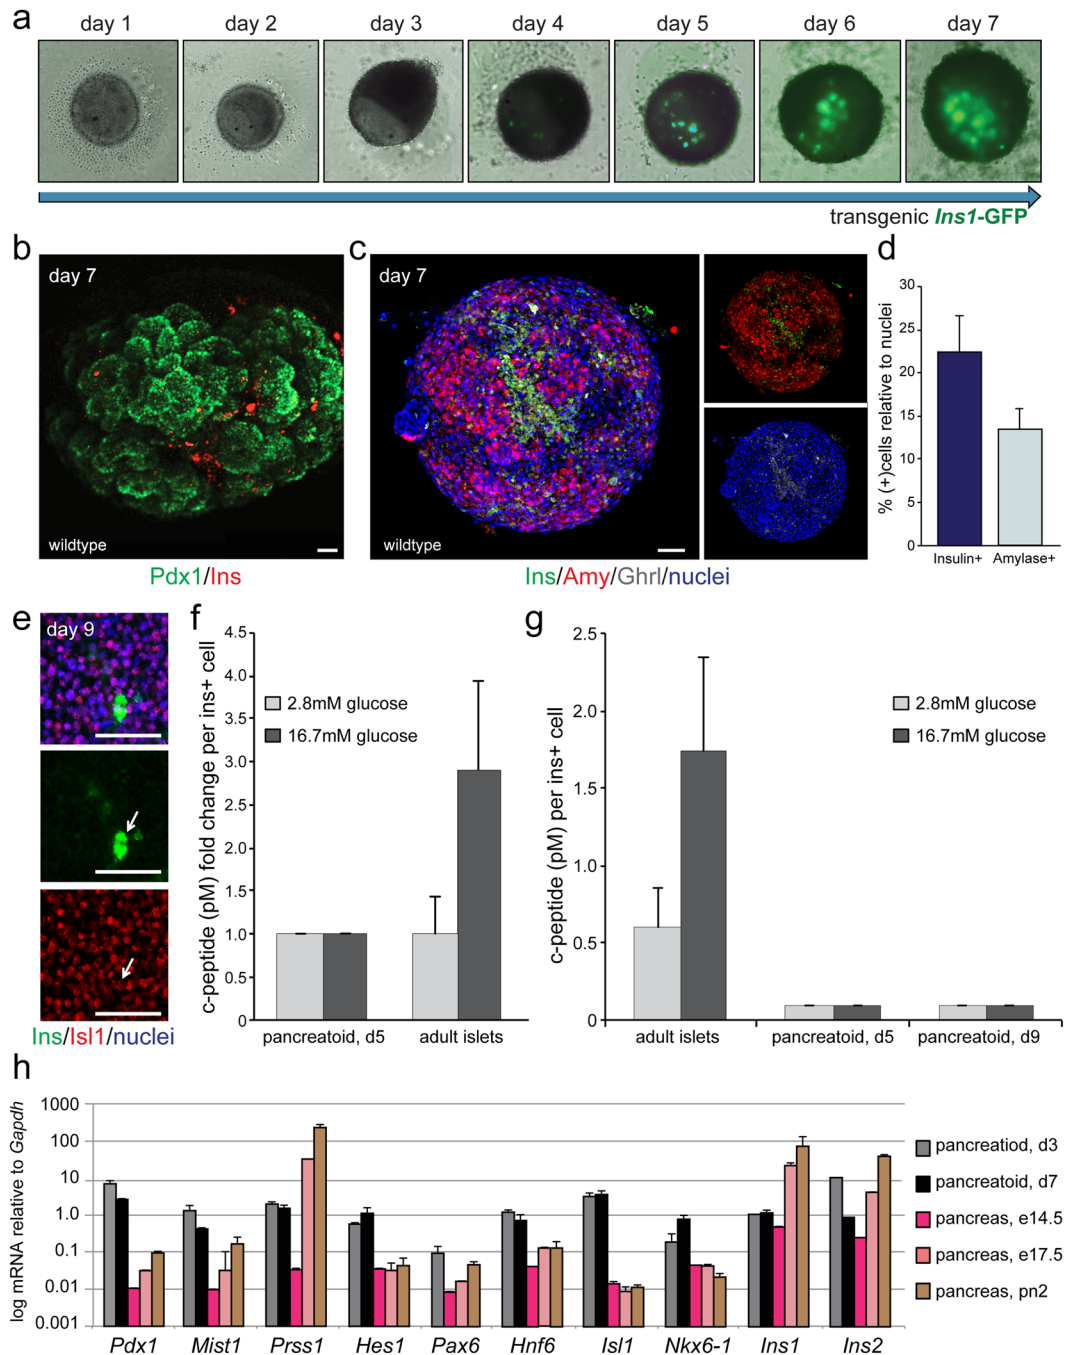 a
day 1 day 2 day 3 day 4 day 5 day 6 day 7
transgenic Ins1-GFP
b
day 7
wildtype
Pdx1/Ins
c
day 7
wildtype
Ins/Amy/Ghrl/nuclei
d
% (+)cells relative to nuclei
30
25
20
15
10
5
0
Insulin+ Amylase+
e
day 9
Ins/Isl1/nuclei
f
c-peptide (pM) fold change per ins+ cell
4.5
4.0
3.5
3.0
2.5
2.0
1.5
1.0
0.5
0
2.8mM glucose
16.7mM glucose
pancreatoid, d5 adult islets
g
c-peptide (pM) per ins+ cell
2.5
2.0
1.5
1.0
0.5
0
2.8mM glucose
16.7mM glucose
adult islets pancreatoid, d5 pancreatoid, d9
h
log mRNA relative to Gapdh
1000
100
10
1.0
0.1
0.01
0.001
Pdx1 Mist1 Prss1 Hes1 Pax6 Hnf6 Isl1 Nkx6-1 Ins1 Ins2
pancreatiod, d3
pancreatoid, d7
pancreas, e14.5
pancreas, e17.5
pancreas, pn2